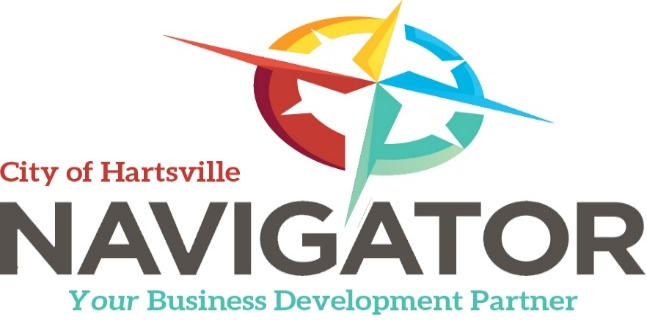 City of Hartsville
NAVIGATOR
Your Business Development Partner